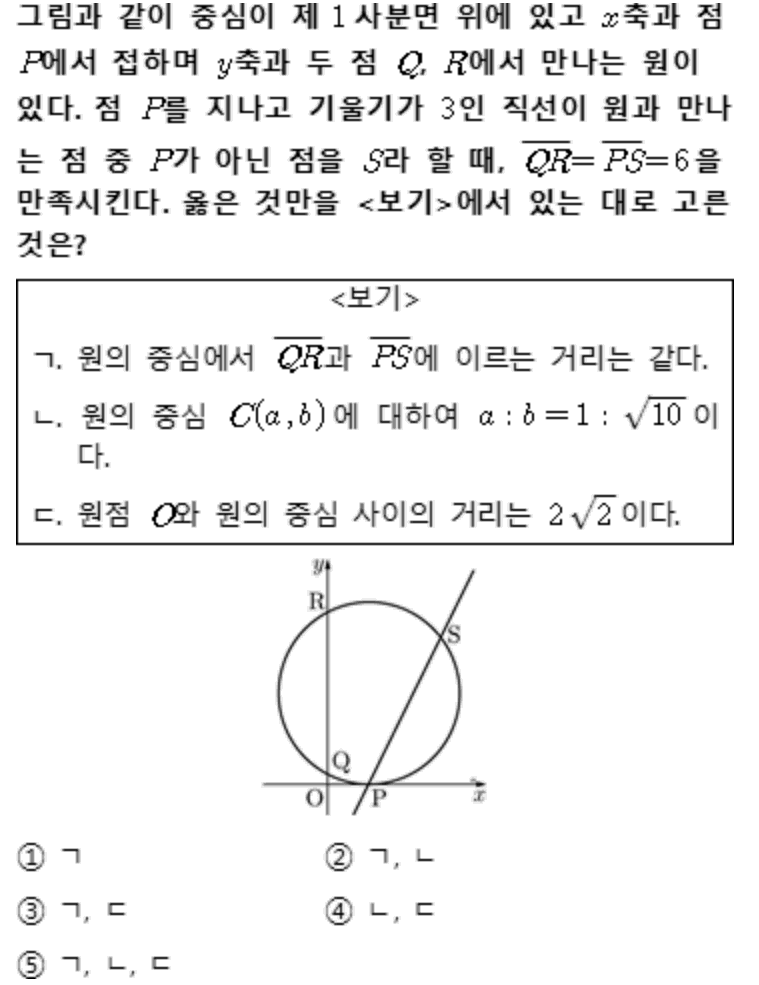 그림과 같이 중심이 제 1 사분면 위에 있고 x축과 점
P에서 접하며 y축과 두 점 Q, R에서 만나는 원이
있다. 점 P를 지나고 기울기가 3인 직선이 원과 만나
는 점 중 P가 아닌 점을 S라 할 때, \overline{QR}=\overline{PS}=6을
만족시킨다. 옳은 것만을 <보기>에서 있는 대로 고른
것은?
<보기>
ㄱ. 원의 중심에서 \overline{QR}과 \overline{PS}에 이르는 거리는 같다.
ㄴ. 원의 중심 C(a,b)에 대하여 a : b = 1 : √10 이
다.
ㄷ. 원점 O와 원의 중심 사이의 거리는 2√2 이다.
y
R
S
Q
O P x
① ㄱ ② ㄱ, ㄴ
③ ㄱ, ㄷ ④ ㄴ, ㄷ
⑤ ㄱ, ㄴ, ㄷ